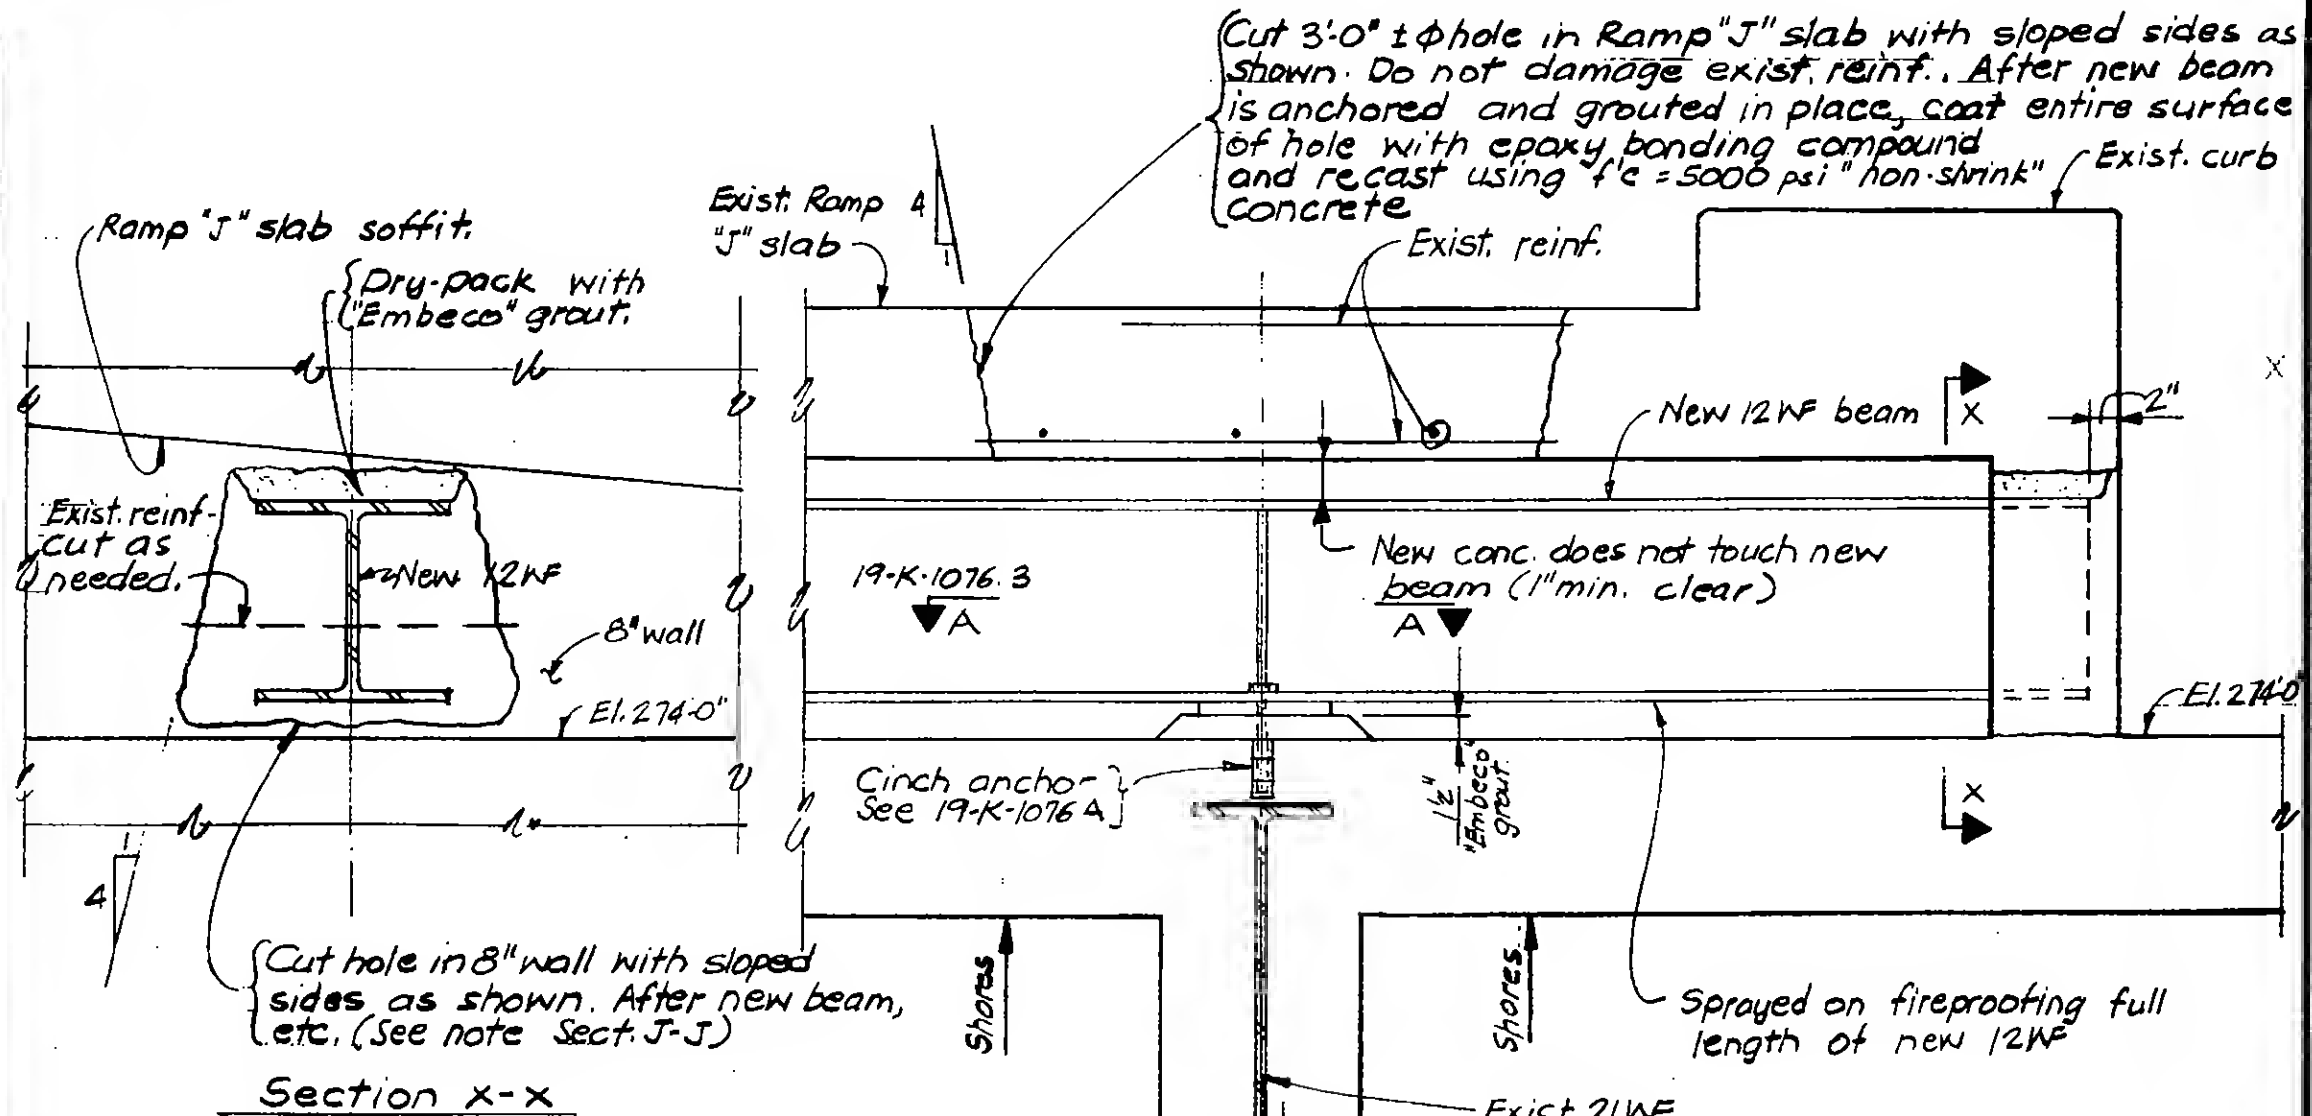 Cut 3'-0" ± ϕ hole in Ramp "J" slab with sloped sides as
shown. Do not damage exist. reinf.. After new beam
is anchored and grouted in place, coat entire surface
of hole with epoxy bonding compound
and recast using f'c = 5000 psi "non-shrink"
concrete
Exist. curb
Exist. Ramp
"J" slab
4
1
Exist. reinf.
Ramp "J" slab soffit.
Dry-pack with
"Embeco" grout.
X
New 12WF beam
X
2"
Exist. reinf-
cut as
needed.
New 12WF
8" wall
El. 274-0"
19-K-1076.3
A
New conc. does not touch new
beam (1" min. clear)
A
El. 274-0"
Cinch anchor
See 19-K-1076A
1½"
"Embeco"
grout.
X
1
4
Cut hole in 8" wall with sloped
sides as shown. After new beam,
etc. (See note Sect. J-J)
Shores
Shores.
Sprayed on fireproofing full
length of new 12WF
Section X-X
Exist 21WF